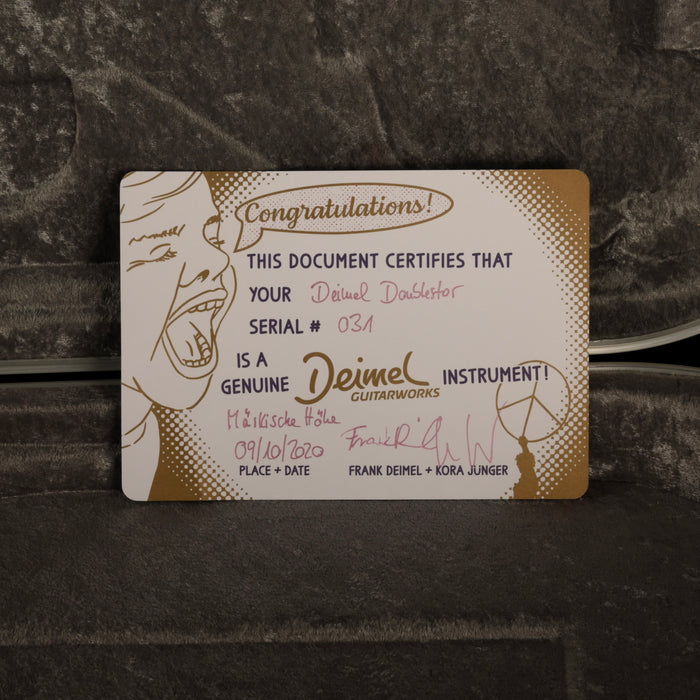 Congratulations!
THIS DOCUMENT CERTIFIES THAT
YOUR Deimel Doublestar
SERIAL # 031
IS A
GENUINE Deimel INSTRUMENT!
GUITARWORKS
Märkische Höhe
09/10/2020
PLACE + DATE FRANK DEIMEL + KORA JÜNGER